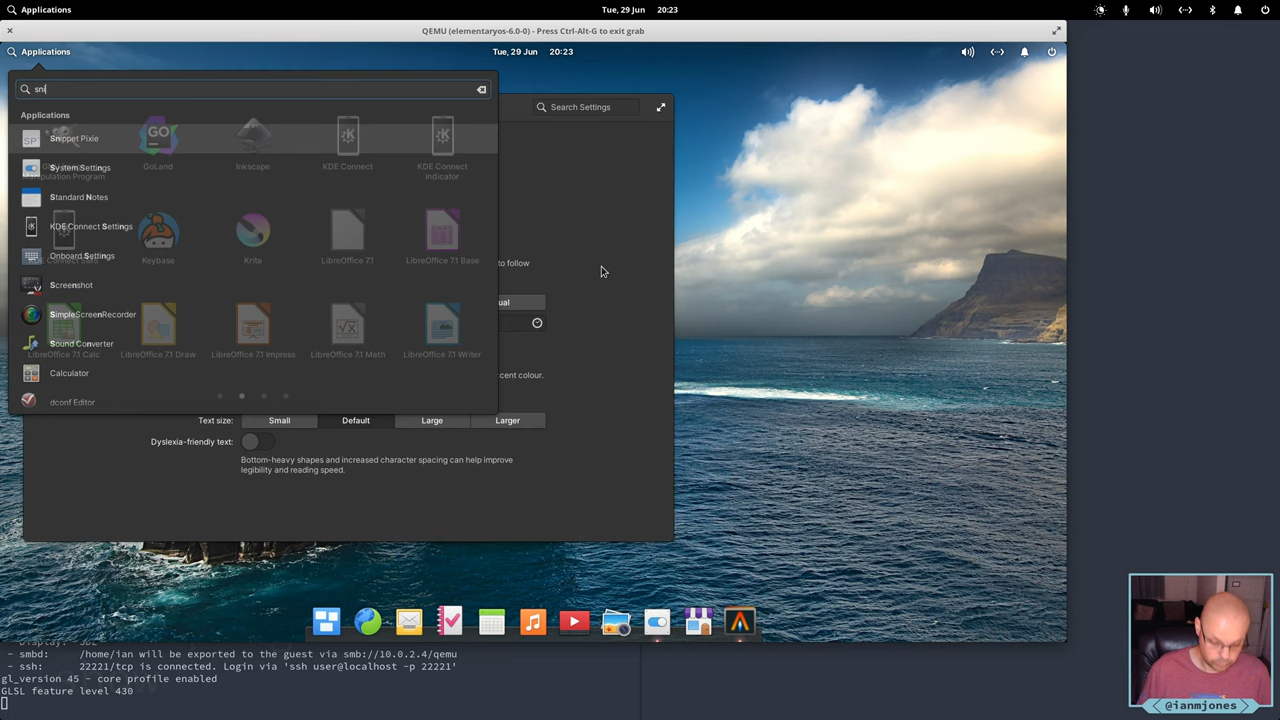 Applications
Tue, 29 Jun 20:23
QEMU (elementaryos-6.0-0) - Press Ctrl-Alt-G to exit grab
Applications
Tue, 29 Jun 20:23
sni
Search Settings
Applications
Snippet Pixie
System Settings
Standard Notes
KDE Connect Settings
Onboard Settings
Screenshot
SimpleScreenRecorder
Sound Converter
Calculator
dconf Editor
GO
GoLand
Inkscape
KDE Connect
KDE Connect
Indicator
Keybase
Krita
LibreOffice 7.1
LibreOffice 7.1 Base
LibreOffice 7.1 Calc
LibreOffice 7.1 Draw
LibreOffice 7.1 Impress
LibreOffice 7.1 Math
LibreOffice 7.1 Writer
to follow
ual
cent colour.
Text size:
Small
Default
Large
Larger
Dyslexia-friendly text:
Bottom-heavy shapes and increased character spacing can help improve
legibility and reading speed.
- smbd: /home/ian will be exported to the guest via smb://10.0.2.4/qemu
- ssh: 22221/tcp is connected. Login via 'ssh user@localhost -p 22221'
gl_version 45 - core profile enabled
GLSL feature level 430
@ianmjones